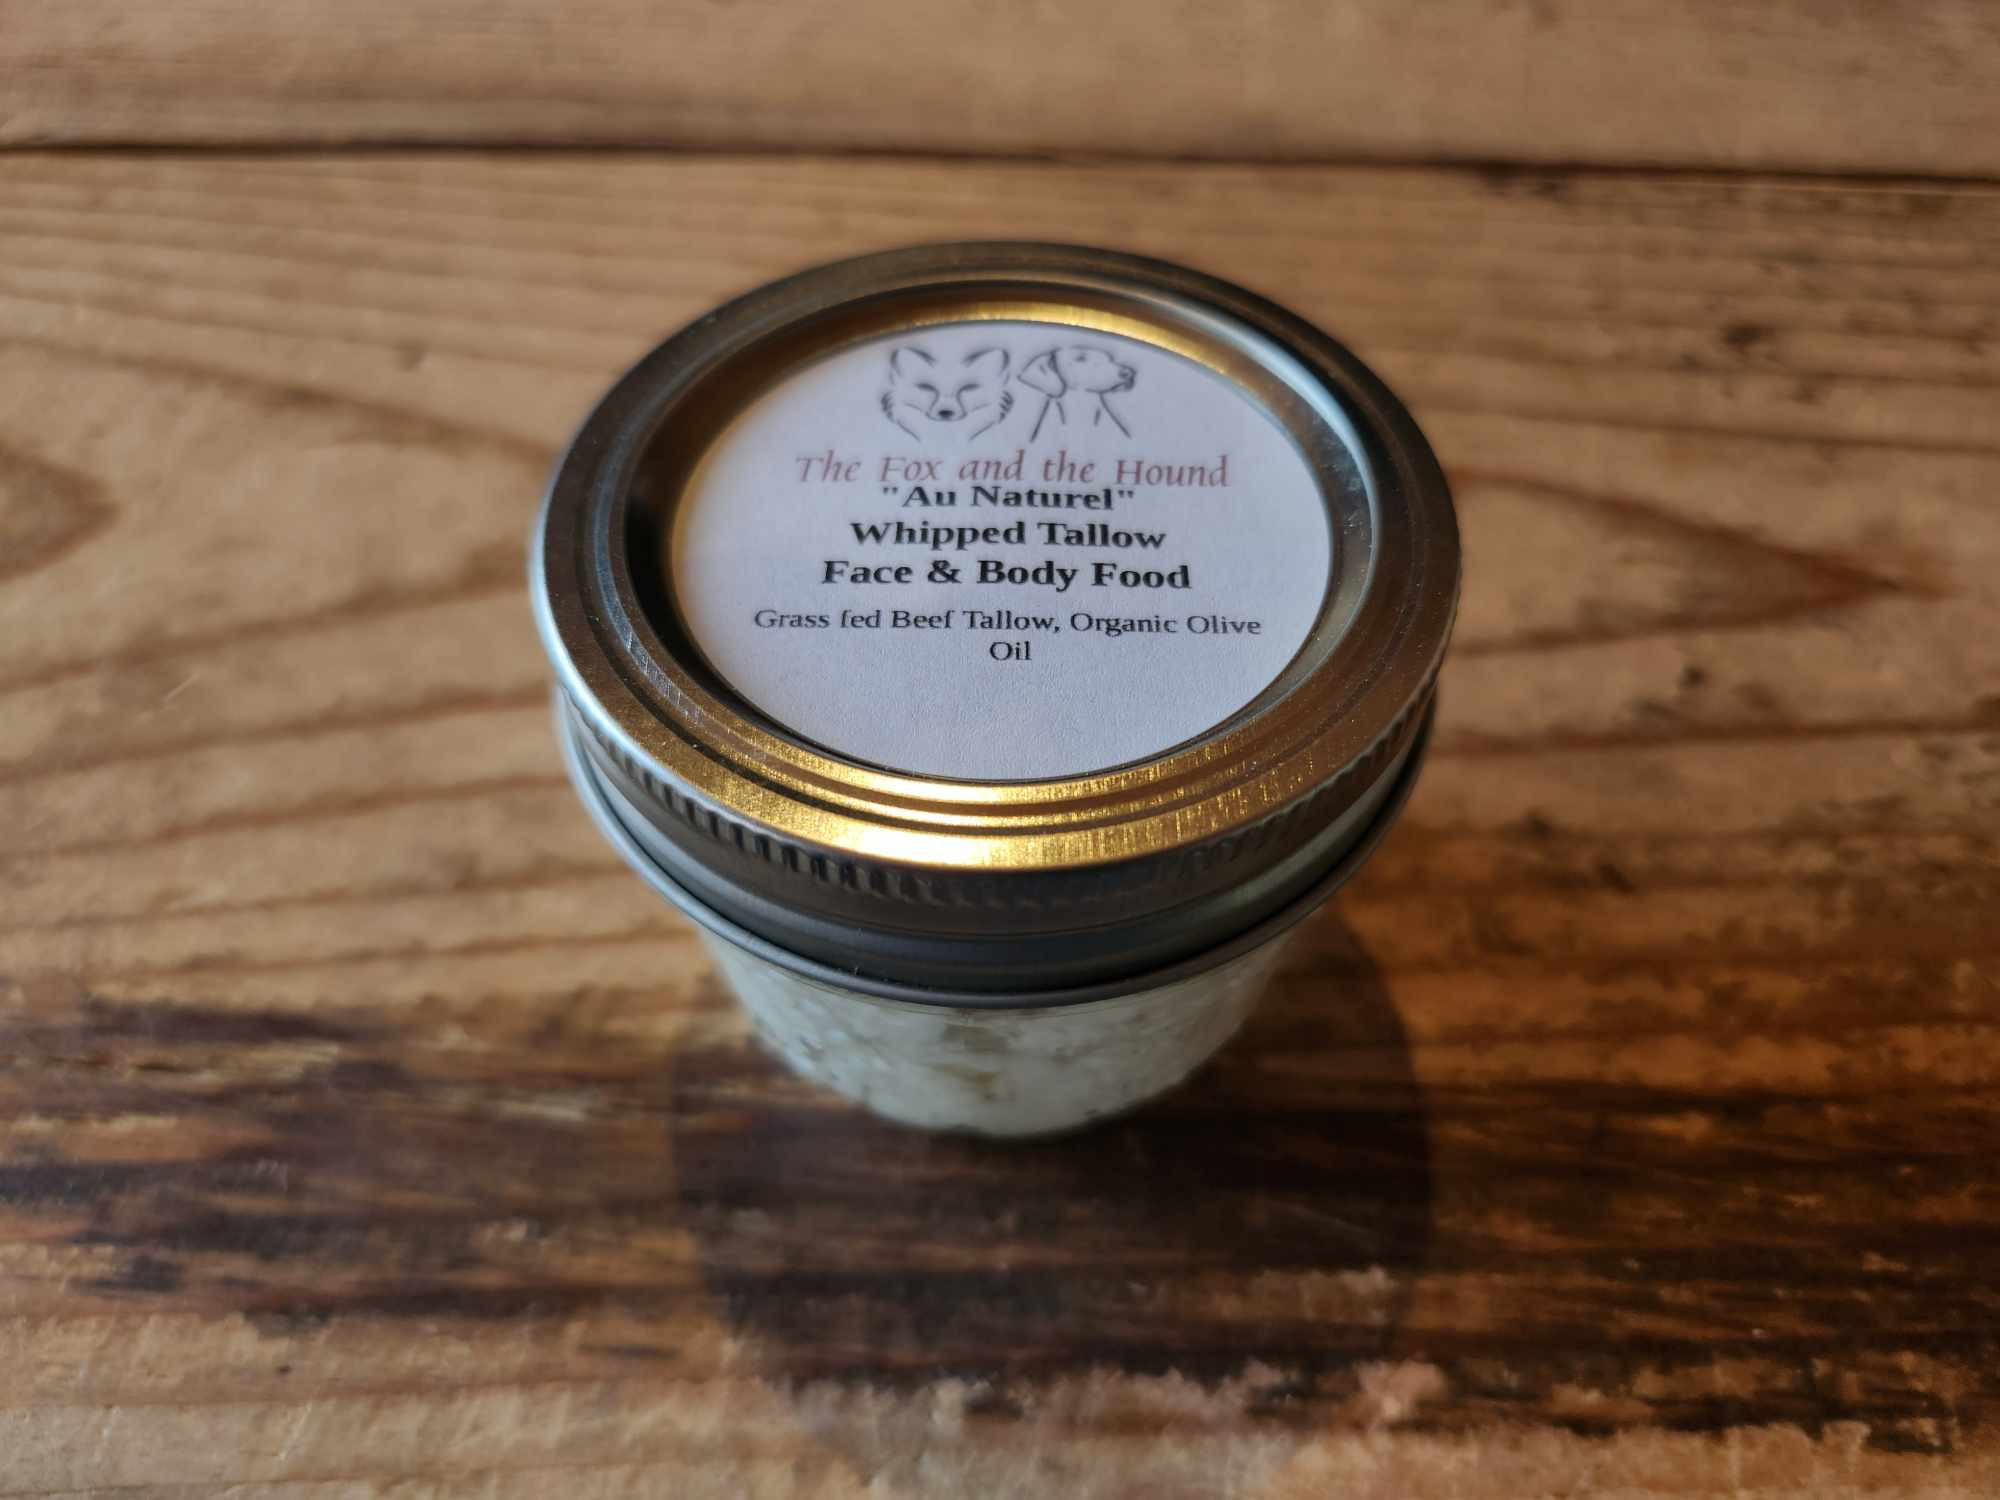 The Fox and the Hound
"Au Naturel"
Whipped Tallow
Face & Body Food
Grass fed Beef Tallow, Organic Olive
Oil